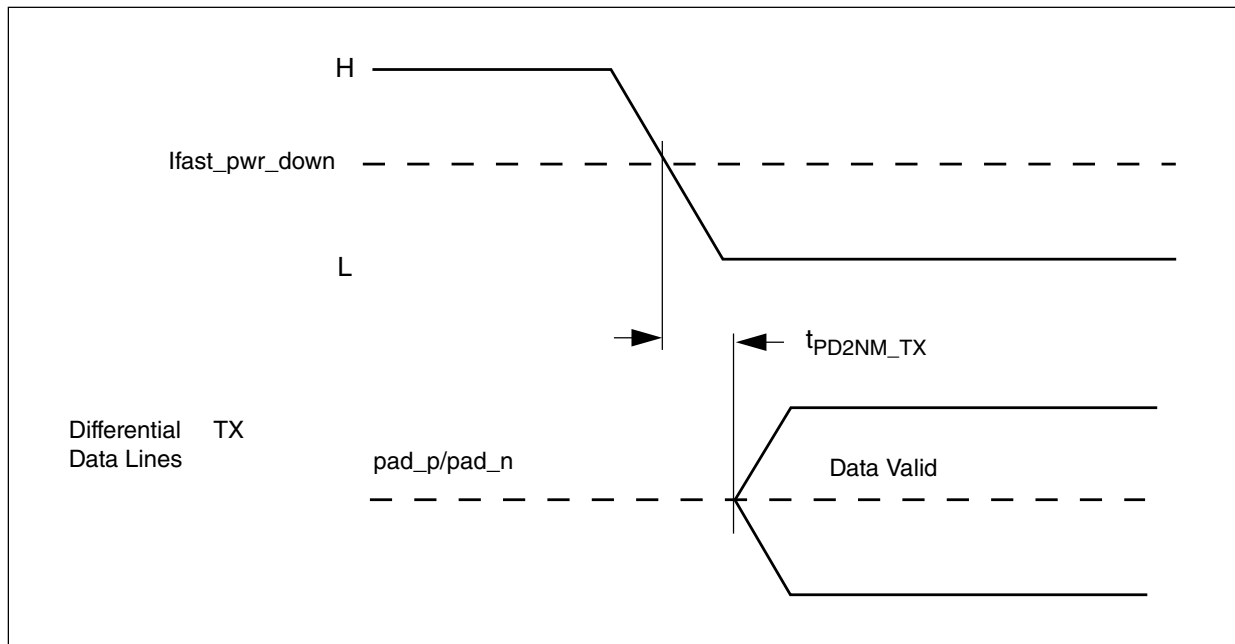 H
lfast_pwr_down
L
tPD2NM_TX
Differential TX
Data Lines
pad_p/pad_n
Data Valid